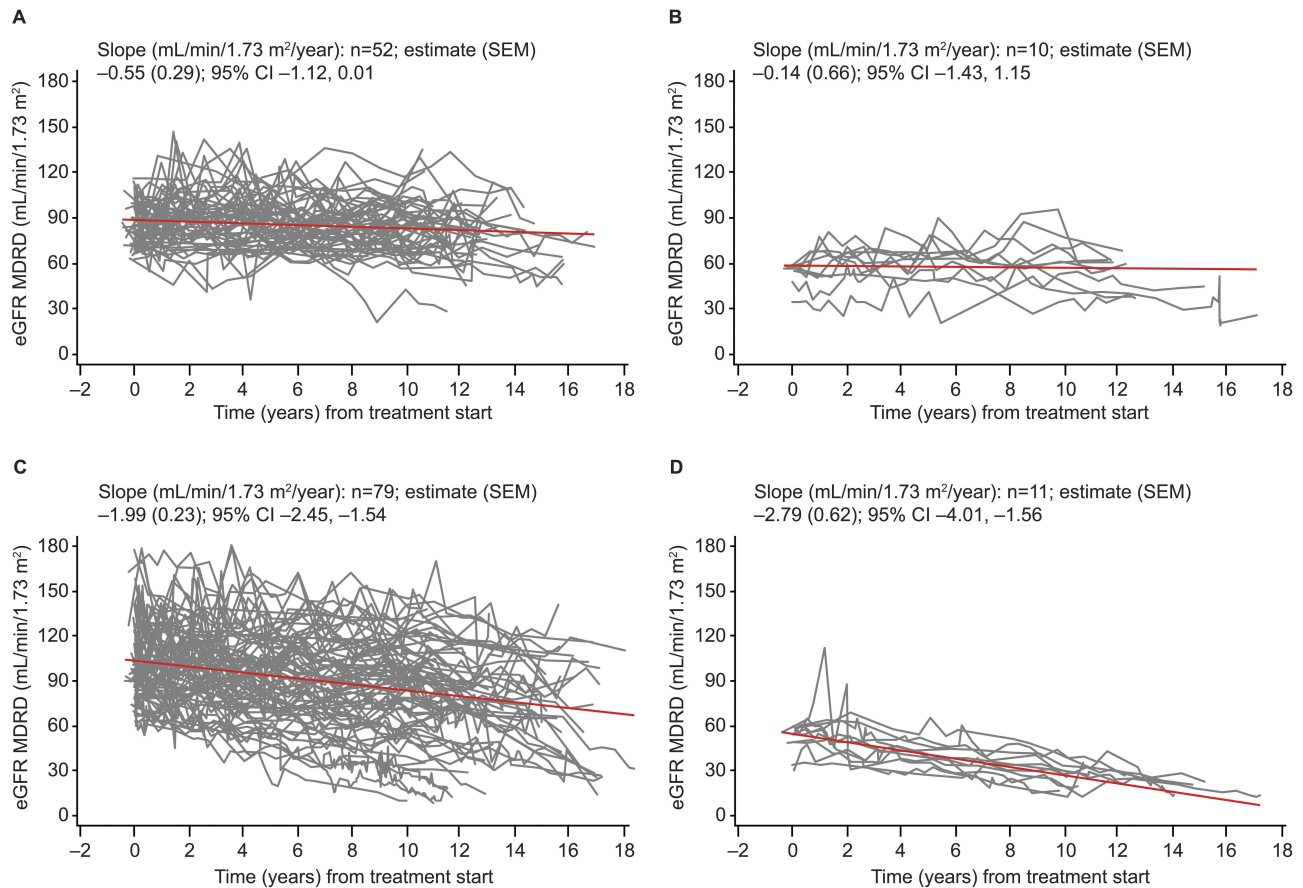 A
Slope (mL/min/1.73 m²/year): n=52; estimate (SEM)
–0.55 (0.29); 95% CI –1.12, 0.01
eGFR MDRD (mL/min/1.73 m²)
180
150
120
90
60
30
0
–2 0 2 4 6 8 10 12 14 16 18
Time (years) from treatment start
B
Slope (mL/min/1.73 m²/year): n=10; estimate (SEM)
–0.14 (0.66); 95% CI –1.43, 1.15
eGFR MDRD (mL/min/1.73 m²)
180
150
120
90
60
30
0
–2 0 2 4 6 8 10 12 14 16 18
Time (years) from treatment start
C
Slope (mL/min/1.73 m²/year): n=79; estimate (SEM)
–1.99 (0.23); 95% CI –2.45, –1.54
eGFR MDRD (mL/min/1.73 m²)
180
150
120
90
60
30
0
–2 0 2 4 6 8 10 12 14 16 18
Time (years) from treatment start
D
Slope (mL/min/1.73 m²/year): n=11; estimate (SEM)
–2.79 (0.62); 95% CI –4.01, –1.56
eGFR MDRD (mL/min/1.73 m²)
180
150
120
90
60
30
0
–2 0 2 4 6 8 10 12 14 16 18
Time (years) from treatment start